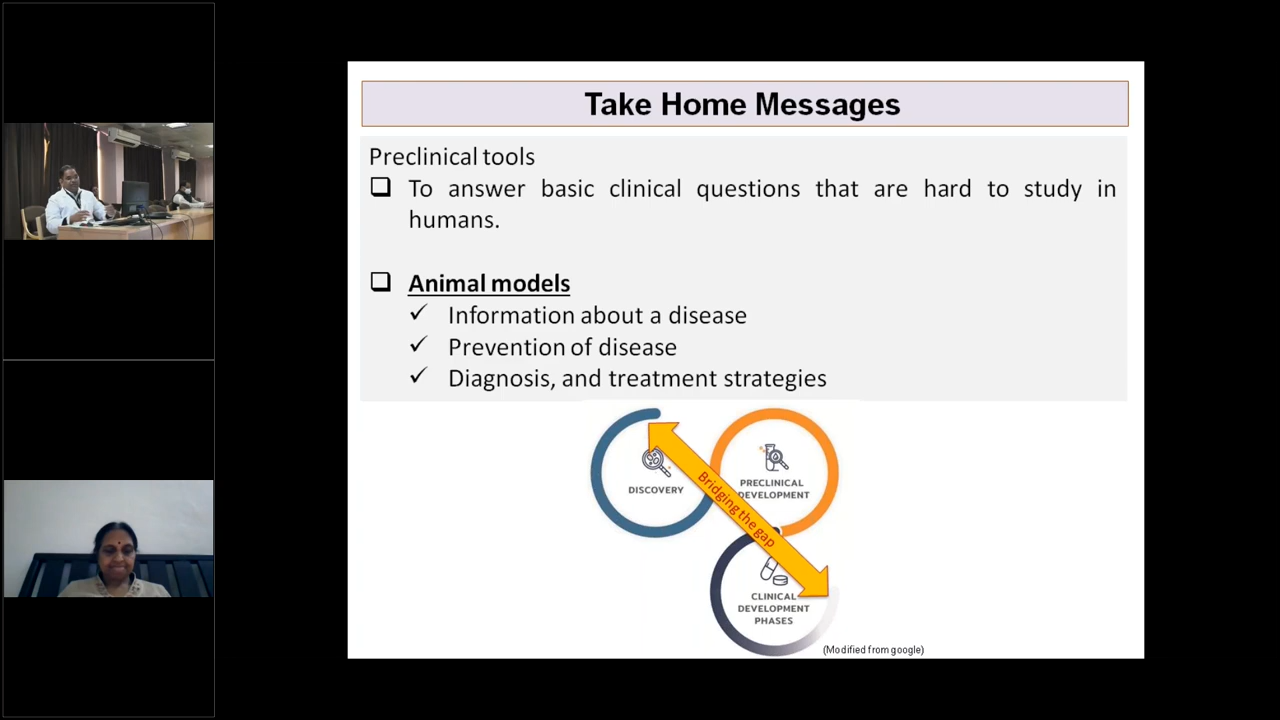 Take Home Messages
Preclinical tools
To answer basic clinical questions that are hard to study in
humans.
Animal models
Information about a disease
Prevention of disease
Diagnosis, and treatment strategies
DISCOVERY
PRECLINICAL
DEVELOPMENT
Bridging the gap
CLINICAL
DEVELOPMENT
PHASES
(Modified from google)